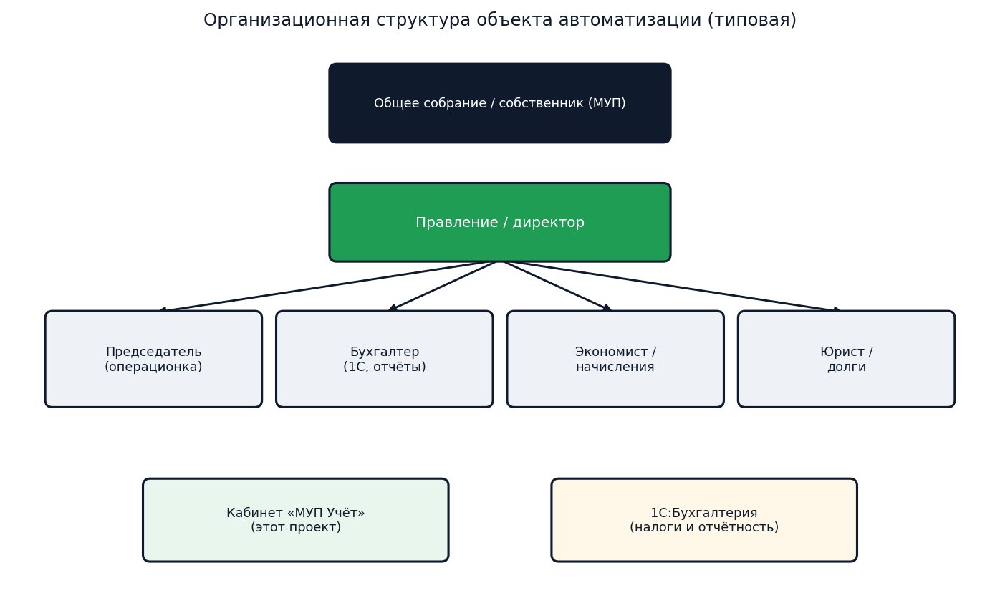 Организационная структура объекта автоматизации (типовая)
Общее собрание / собственник (МУП)
Правление / директор
Председатель
(операционка)
Бухгалтер
(1С, отчёты)
Экономист /
начисления
Юрист /
долги
Кабинет «МУП Учёт»
(этот проект)
1С:Бухгалтерия
(налоги и отчётность)